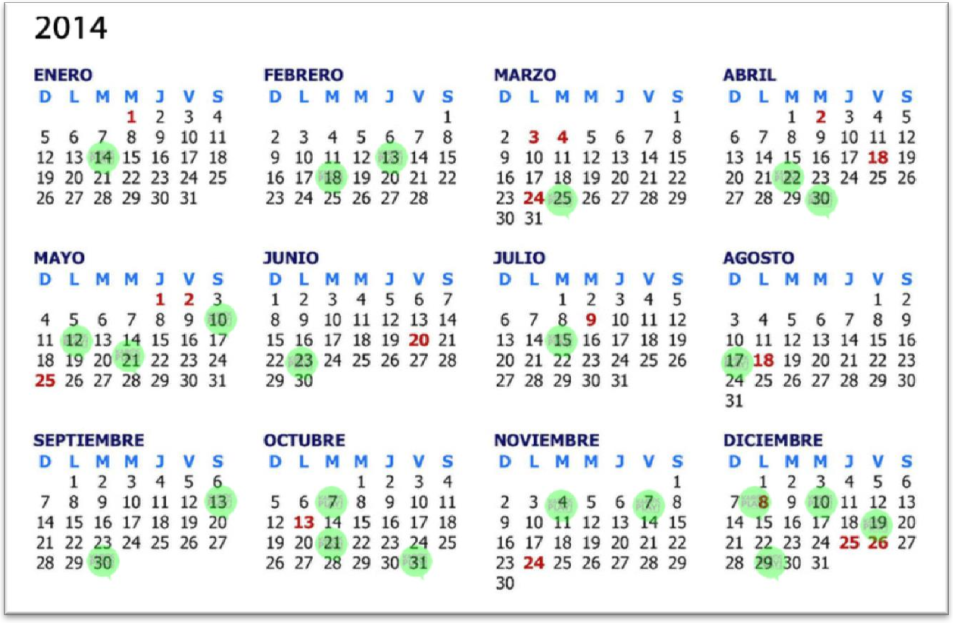 2014
ENERO
D L M M J V S
1 2 3 4
5 6 7 8 9 10 11
12 13 14 15 16 17 18
19 20 21 22 23 24 25
26 27 28 29 30 31
FEBRERO
D L M M J V S
1
2 3 4 5 6 7 8
9 10 11 12 13 14 15
16 17 18 19 20 21 22
23 24 25 26 27 28
MARZO
D L M M J V S
1
2 3 4 5 6 7 8
9 10 11 12 13 14 15
16 17 18 19 20 21 22
23 24 25 26 27 28 29
30 31
ABRIL
D L M M J V S
1 2 3 4 5
6 7 8 9 10 11 12
13 14 15 16 17 18 19
20 21 22 23 24 25 26
27 28 29 30
MAYO
D L M M J V S
1 2 3
4 5 6 7 8 9 10
11 12 13 14 15 16 17
18 19 20 21 22 23 24
25 26 27 28 29 30 31
JUNIO
D L M M J V S
1 2 3 4 5 6 7
8 9 10 11 12 13 14
15 16 17 18 19 20 21
22 23 24 25 26 27 28
29 30
JULIO
D L M M J V S
1 2 3 4 5
6 7 8 9 10 11 12
13 14 15 16 17 18 19
20 21 22 23 24 25 26
27 28 29 30 31
AGOSTO
D L M M J V S
1 2
3 4 5 6 7 8 9
10 11 12 13 14 15 16
17 18 19 20 21 22 23
24 25 26 27 28 29 30
31
SEPTIEMBRE
D L M M J V S
1 2 3 4 5 6
7 8 9 10 11 12 13
14 15 16 17 18 19 20
21 22 23 24 25 26 27
28 29 30
OCTUBRE
D L M M J V S
1 2 3 4
5 6 7 8 9 10 11
12 13 14 15 16 17 18
19 20 21 22 23 24 25
26 27 28 29 30 31
NOVIEMBRE
D L M M J V S
1
2 3 4 5 6 7 8
9 10 11 12 13 14 15
16 17 18 19 20 21 22
23 24 25 26 27 28 29
30
DICIEMBRE
D L M M J V S
1 2 3 4 5 6
7 8 9 10 11 12 13
14 15 16 17 18 19 20
21 22 23 24 25 26 27
28 29 30 31